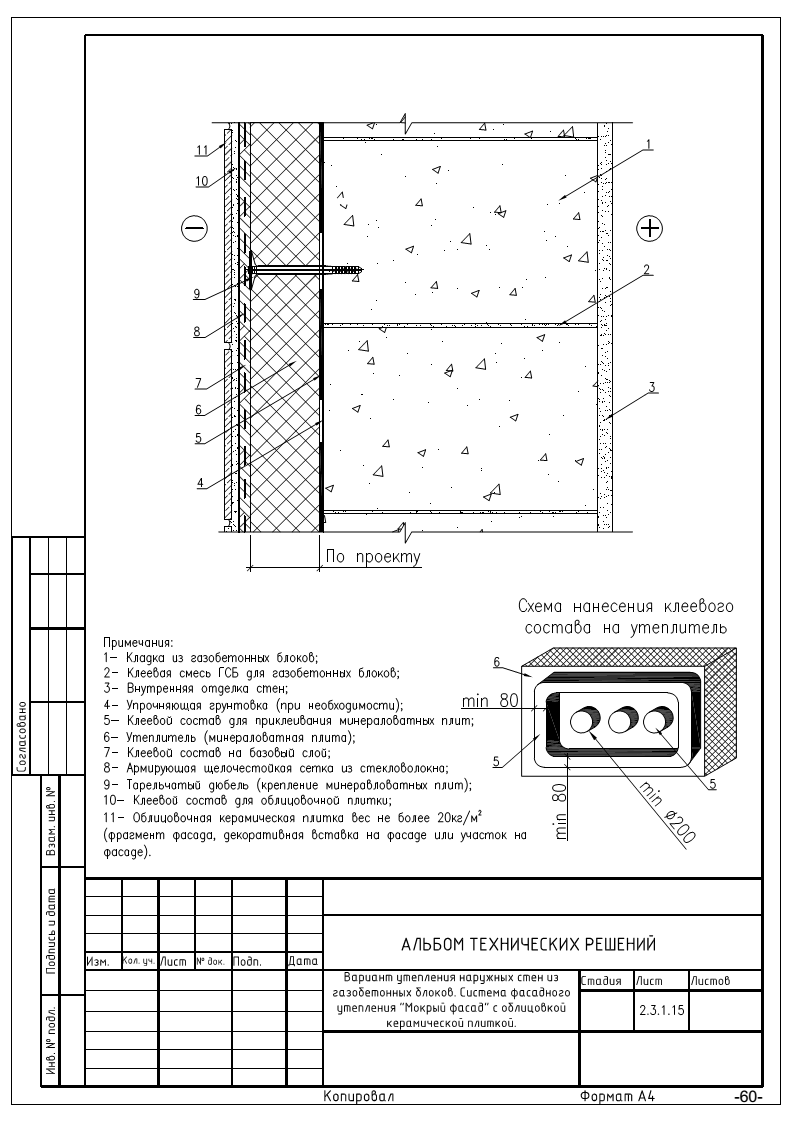 11
10
1
2
9
8
7
3
6
5
4
По проекту
Схема нанесения клеевого
состава на утеплитель
6
min 80
5
5
min 80
min ø200
Примечания:
1– Кладка из газобетонных блоков;
2– Клеевая смесь ГСБ для газобетонных блоков;
3– Внутренняя отделка стен;
4– Упрочняющая грунтовка (при необходимости);
5– Клеевой состав для приклеивания минераловатных плит;
6– Утеплитель (минераловатная плита);
7– Клеевой состав на базовый слой;
8– Армирующая щелочестойкая сетка из стекловолокна;
9– Тарельчатый дюбель (крепление минеравловатных плит);
10– Клеевой состав для облицовочной плитки;
11– Облицовочная керамическая плитка вес не более 20кг/м²
(фрагмент фасада, декоративная вставка на фасаде или участок на
фасаде).
Согласовано
Взам. инв. №
Подпись и дата
Инв. № подл.
Изм. Кол. уч. Лист № док. Подп. Дата
АЛЬБОМ ТЕХНИЧЕСКИХ РЕШЕНИЙ
Вариант утепления наружных стен из
газобетонных блоков. Система фасадного
утепления "Мокрый фасад" с облицовкой
керамической плиткой.
Стадия Лист Листов
2.3.1.15
Копировал
Формат А4
-60-